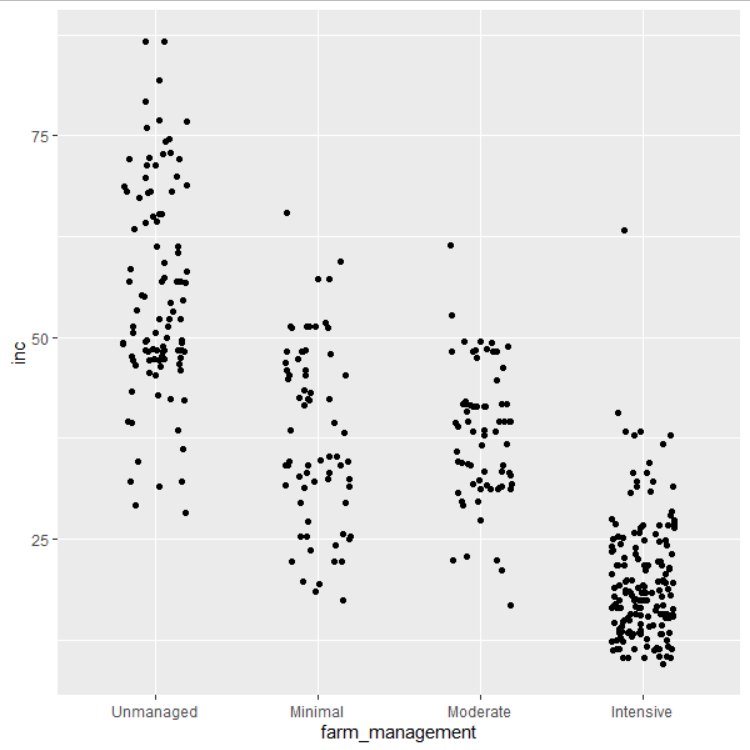 75
50
25
inc
Unmanaged Minimal Moderate Intensive
farm_management